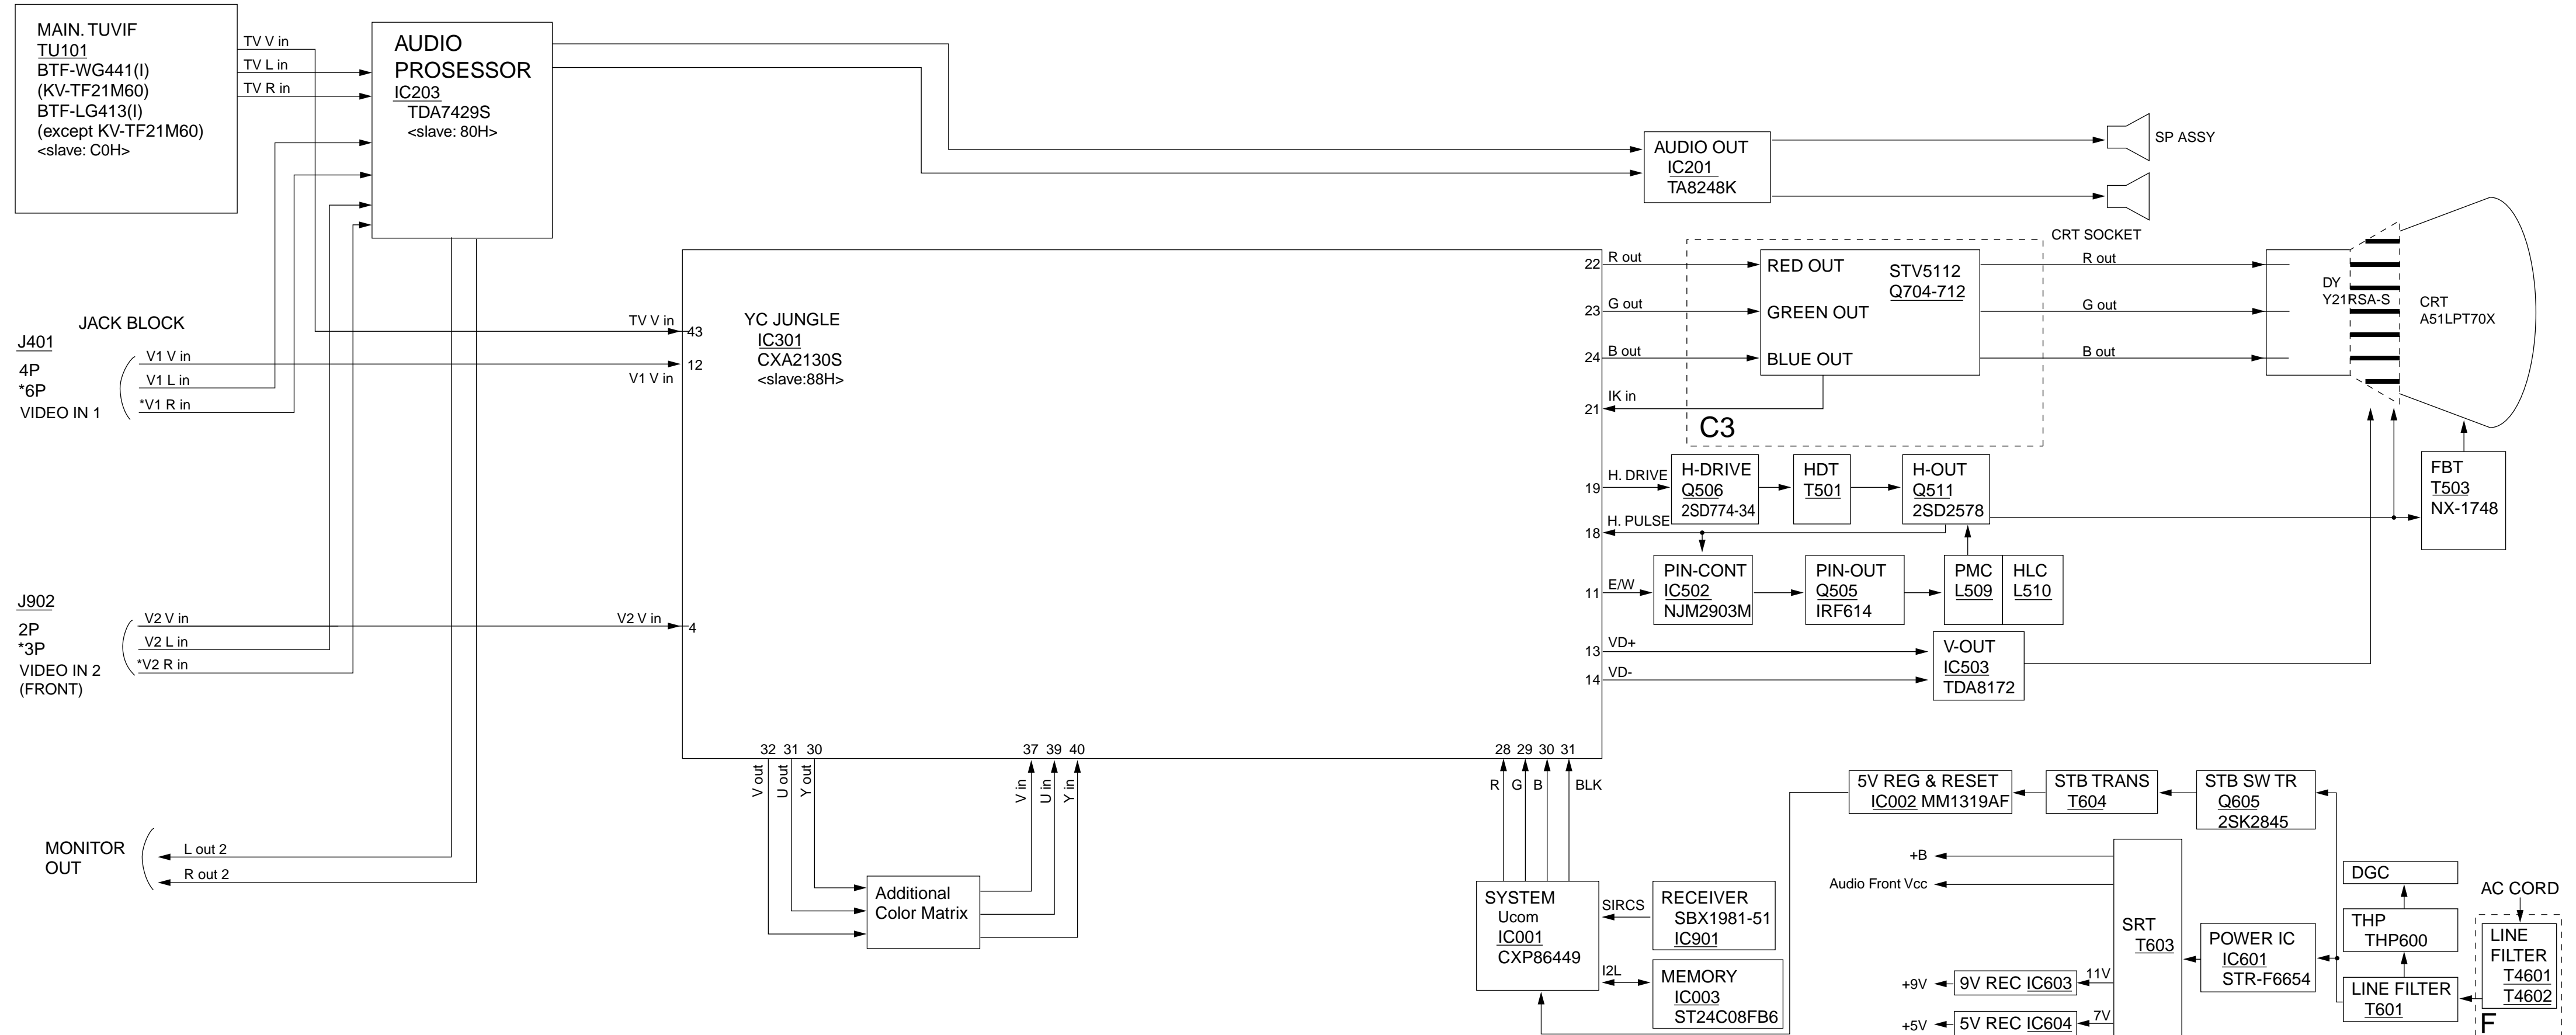 MAIN. TUVIF
TU101
BTF-WG441(I)
(KV-TF21M60)
BTF-LG413(I)
(except KV-TF21M60)
<slave: C0H>
TV V in
TV L in
TV R in
AUDIO
PROSESSOR
IC203
TDA7429S
<slave: 80H>
AUDIO OUT
IC201
TA8248K
SP ASSY
JACK BLOCK
J401
4P
*6P
VIDEO IN 1
V1 V in
V1 L in
*V1 R in
TV V in
43
12
V1 V in
YC JUNGLE
IC301
CXA2130S
<slave:88H>
J902
2P
*3P
VIDEO IN 2
(FRONT)
V2 V in
V2 L in
*V2 R in
V2 V in
4
MONITOR
OUT
L out 2
R out 2
22
R out
23
G out
24
B out
21
IK in
RED OUT
GREEN OUT
BLUE OUT
STV5112
Q704-712
C3
CRT SOCKET
R out
G out
B out
DY
Y21RSA-S
CRT
A51LPT70X
19
H. DRIVE
H-DRIVE
Q506
2SD774-34
HDT
T501
H-OUT
Q511
2SD2578
FBT
T503
NX-1748
18
H. PULSE
11
E/W
PIN-CONT
IC502
NJM2903M
PIN-OUT
Q505
IRF614
PMC
L509
HLC
L510
13
VD+
14
VD-
V-OUT
IC503
TDA8172
32
31
30
V out
U out
Y out
37
39
40
V in
U in
Y in
Additional
Color Matrix
28
29
30
31
R
G
B
BLK
SYSTEM
Ucom
IC001
CXP86449
SIRCS
RECEIVER
SBX1981-51
IC901
I2L
MEMORY
IC003
ST24C08FB6
5V REG & RESET
IC002 MM1319AF
STB TRANS
T604
STB SW TR
Q605
2SK2845
+B
Audio Front Vcc
SRT
T603
+9V
9V REC IC603
11V
+5V
5V REC IC604
7V
POWER IC
IC601
STR-F6654
DGC
THP
THP600
LINE FILTER
T601
AC CORD
LINE
FILTER
T4601
T4602
F